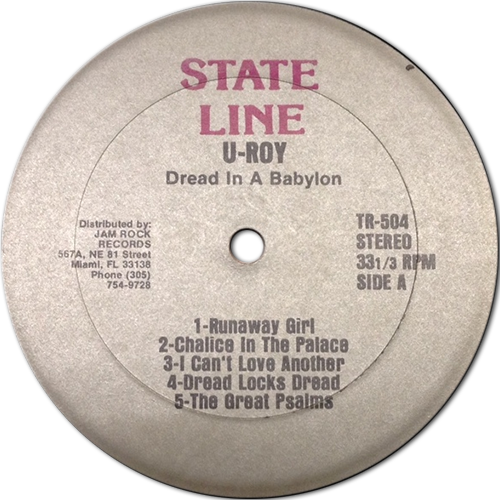 STATE
LINE
U-ROY
Dread In A Babylon
Distributed by:
JAM ROCK
RECORDS
567A, NE 81 Street
Miami, FL 33138
Phone (305)
754-9728
TR-504
STEREO
33 1/3 RPM
SIDE A
1-Runaway Girl
2-Chalice In The Palace
3-I Can't Love Another
4-Dread Locks Dread
5-The Great Psalms